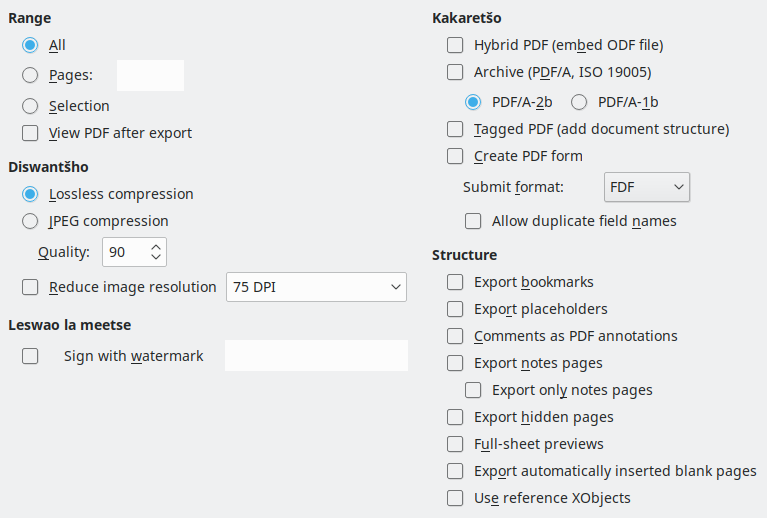 Range
All
Pages:
Selection
View PDF after export
Diswantšho
Lossless compression
JPEG compression
Quality: 90
Reduce image resolution 75 DPI
Leswao la meetse
Sign with watermark
Kakaretšo
Hybrid PDF (embed ODF file)
Archive (PDF/A, ISO 19005)
PDF/A-2b PDF/A-1b
Tagged PDF (add document structure)
Create PDF form
Submit format: FDF
Allow duplicate field names
Structure
Export bookmarks
Export placeholders
Comments as PDF annotations
Export notes pages
Export only notes pages
Export hidden pages
Full-sheet previews
Export automatically inserted blank pages
Use reference XObjects